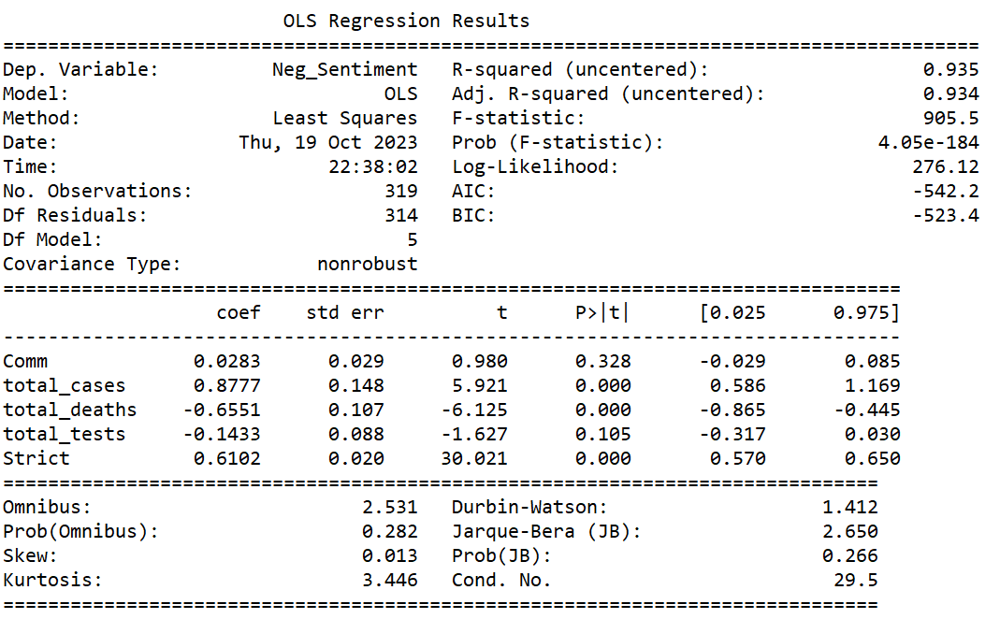 OLS Regression Results
=======================================================================================
Dep. Variable:          Neg_Sentiment   R-squared (uncentered):                   0.935
Model:                            OLS   Adj. R-squared (uncentered):              0.934
Method:                 Least Squares   F-statistic:                              905.5
Date:                Thu, 19 Oct 2023   Prob (F-statistic):                   4.05e-184
Time:                        22:38:02   Log-Likelihood:                          276.12
No. Observations:                 319   AIC:                                     -542.2
Df Residuals:                     314   BIC:                                     -523.4
Df Model:                           5
Covariance Type:            nonrobust
================================================================================
                   coef    std err          t      P>|t|      [0.025      0.975]
--------------------------------------------------------------------------------
Comm             0.0283      0.029      0.980      0.328      -0.029       0.085
total_cases      0.8777      0.148      5.921      0.000       0.586       1.169
total_deaths    -0.6551      0.107     -6.125      0.000      -0.865      -0.445
total_tests     -0.1433      0.088     -1.627      0.105      -0.317       0.030
Strict           0.6102      0.020     30.021      0.000       0.570       0.650
==============================================================================
Omnibus:                        2.531   Durbin-Watson:                   1.412
Prob(Omnibus):                  0.282   Jarque-Bera (JB):                2.650
Skew:                           0.013   Prob(JB):                        0.266
Kurtosis:                       3.446   Cond. No.                         29.5
==============================================================================